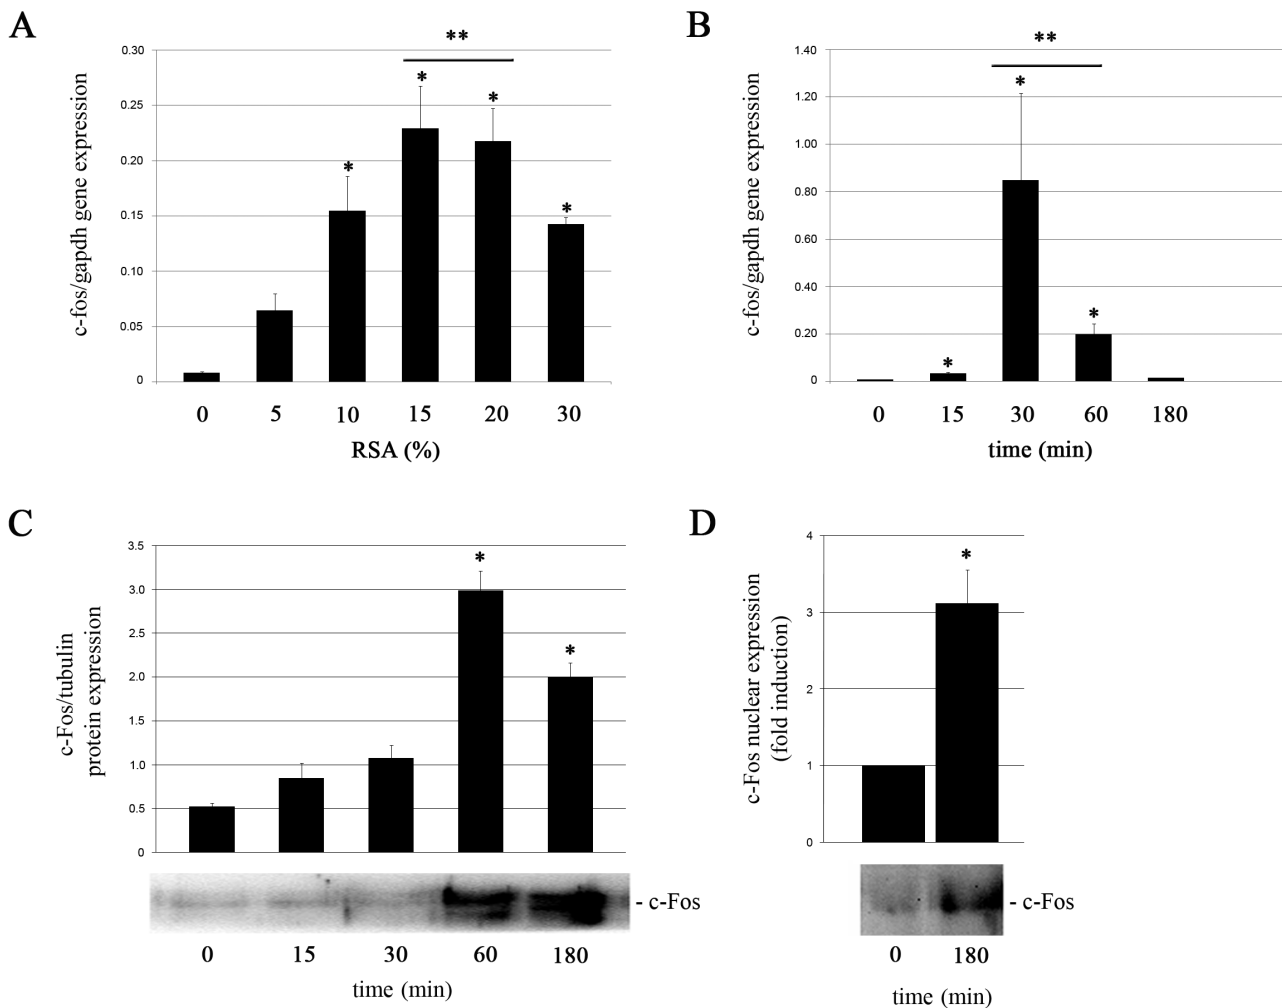 A
**
0.30
0.25
0.20
0.15
0.10
0.05
0
c-fos/gapdh gene expression
* * * *
0 5 10 15 20 30
RSA (%)
B
**
1.40
1.20
1.00
0.80
0.60
0.40
0.20
0
c-fos/gapdh gene expression
* * *
0 15 30 60 180
time (min)
C
3.5
3.0
2.5
2.0
1.5
1.0
0.5
0
c-Fos/tubulin
protein expression
* *
- c-Fos
0 15 30 60 180
time (min)
D
4
3
2
1
0
c-Fos nuclear expression
(fold induction)
*
- c-Fos
0 180
time (min)